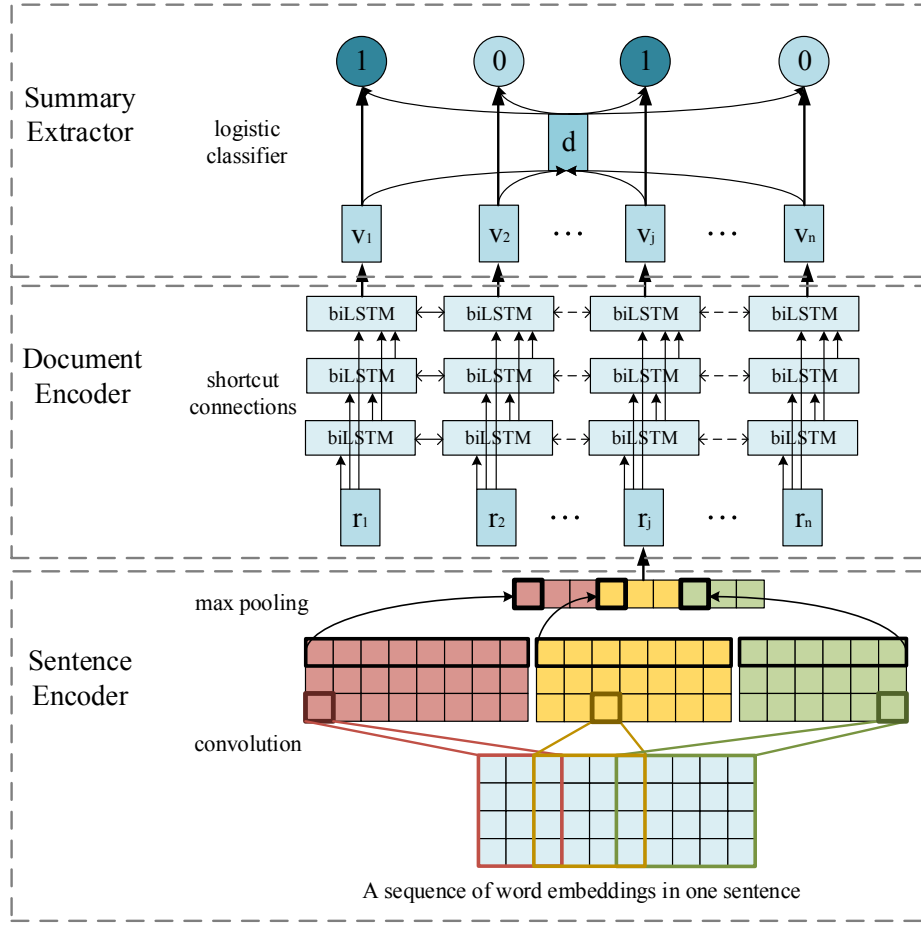 1 0 1 0
Summary
Extractor
logistic
classifier
d
v1 v2 ... vj ... vn
biLSTM biLSTM biLSTM biLSTM
Document
Encoder
shortcut
connections
biLSTM biLSTM biLSTM biLSTM
biLSTM biLSTM biLSTM biLSTM
r1 r2 ... rj ... rn
max pooling
Sentence
Encoder
convolution
A sequence of word embeddings in one sentence